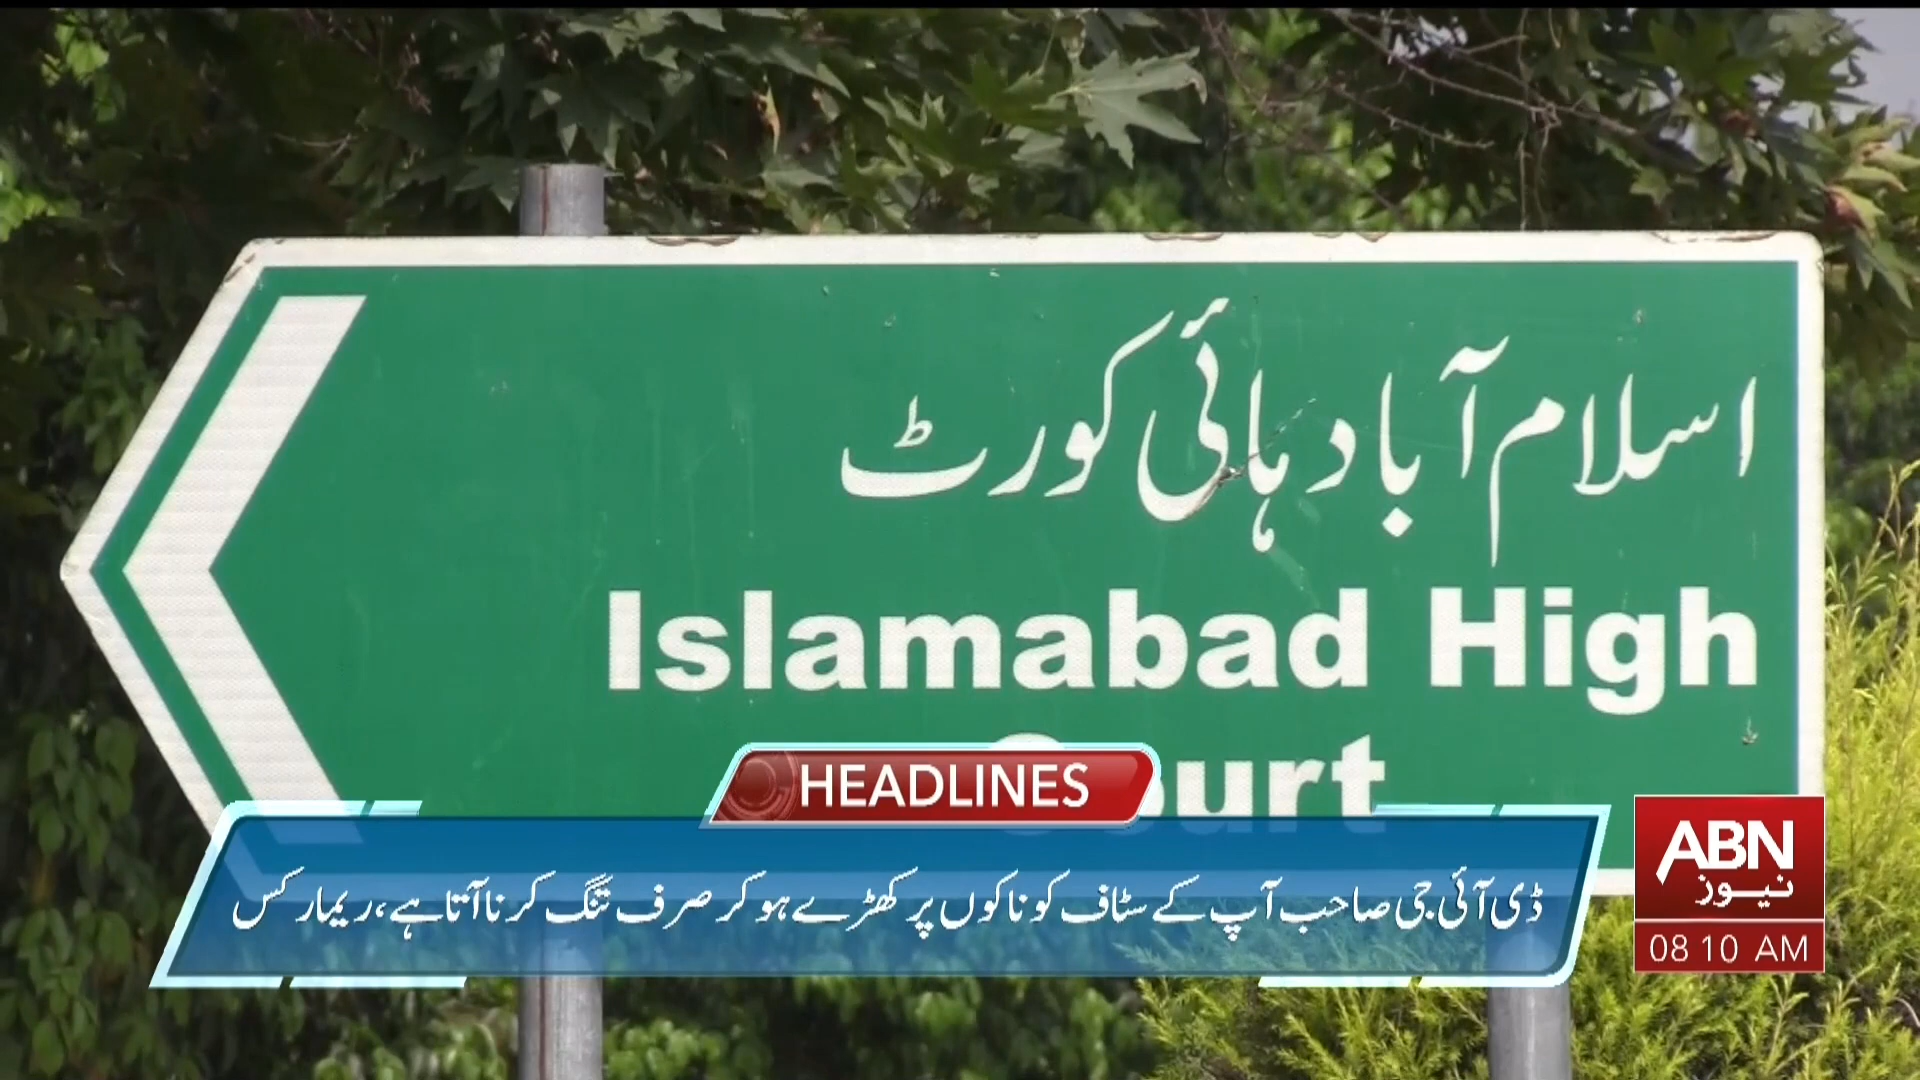 اسلام آباد ہائی کورٹ
Islamabad High
urt
HEADLINES
ڈی آئی جی صاحب آپ کے سٹاف کو ناکوں پر کھڑے ہو کر صرف تنگ کرنا آتا ہے، ریمارکس
ABN
نیوز
08 10 AM